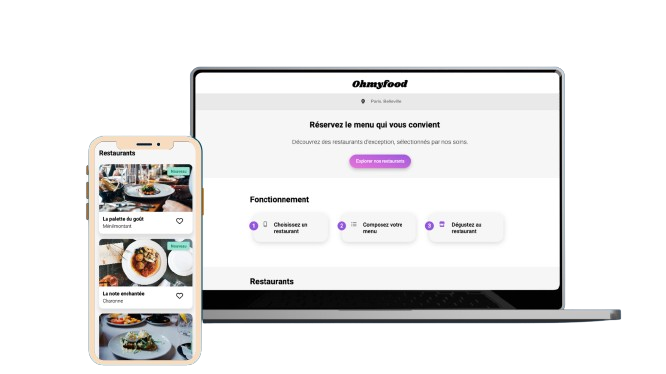 Ohmyfood
Paris, Belleville
Réservez le menu qui vous convient
Découvrez des restaurants d'exception, sélectionnés par nos soins.
Explorer nos restaurants
Fonctionnement
1 Choisissez un
restaurant
2 Composez votre
menu
3 Dégustez au
restaurant
Restaurants
Restaurants
Nouveau
La palette du goût
Ménilmontant
Nouveau
La note enchantée
Charonne